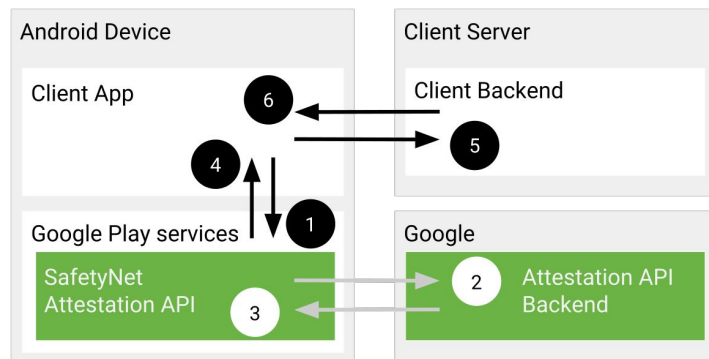 Android Device
Client App
6
4
1
Google Play services
SafetyNet
Attestation API
3
Client Server
Client Backend
5
Google
2
Attestation API
Backend